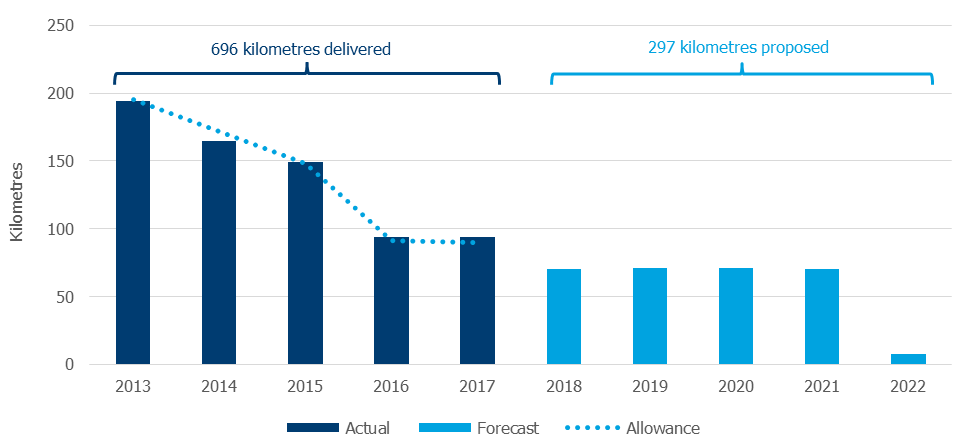 250
696 kilometres delivered
297 kilometres proposed
200
150
100
50
0
Kilometres
2013 2014 2015 2016 2017 2018 2019 2020 2021 2022
Actual Forecast Allowance